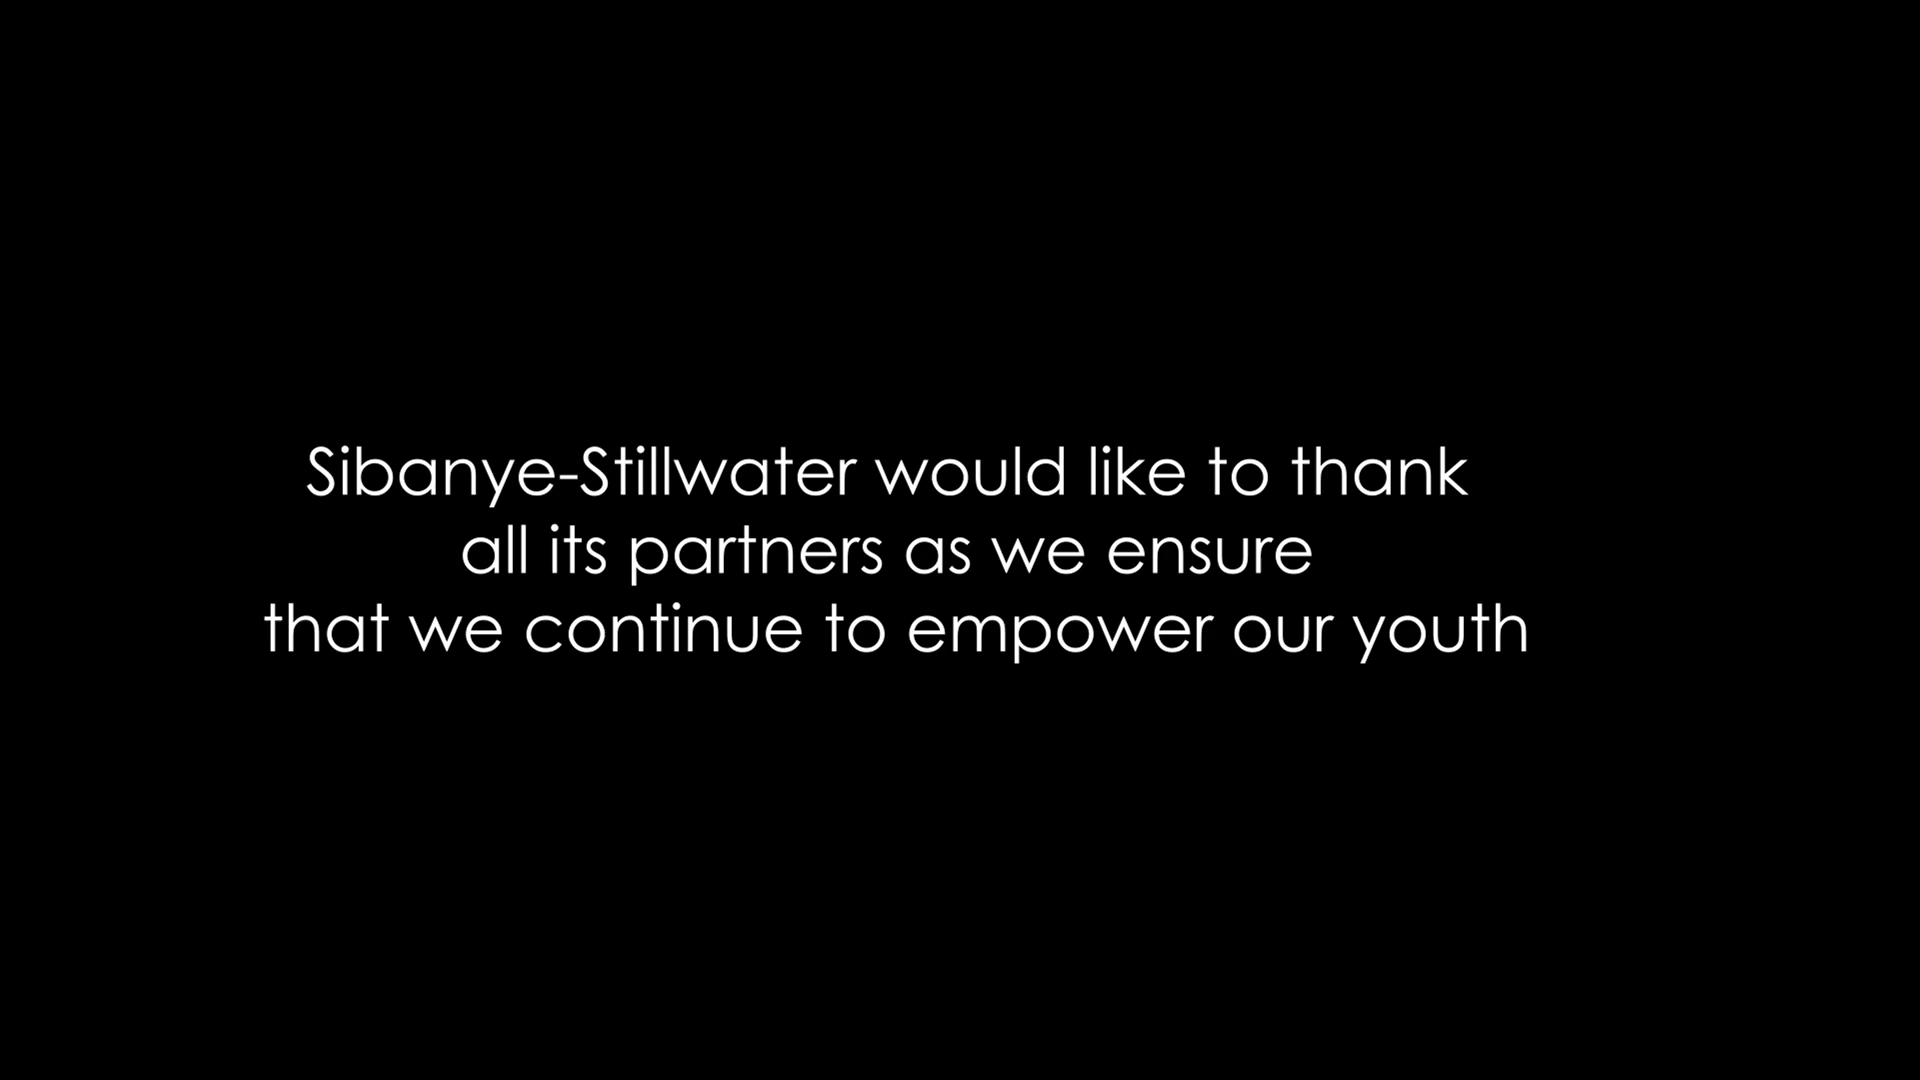 Sibanye-Stillwater would like to thank
all its partners as we ensure
that we continue to empower our youth